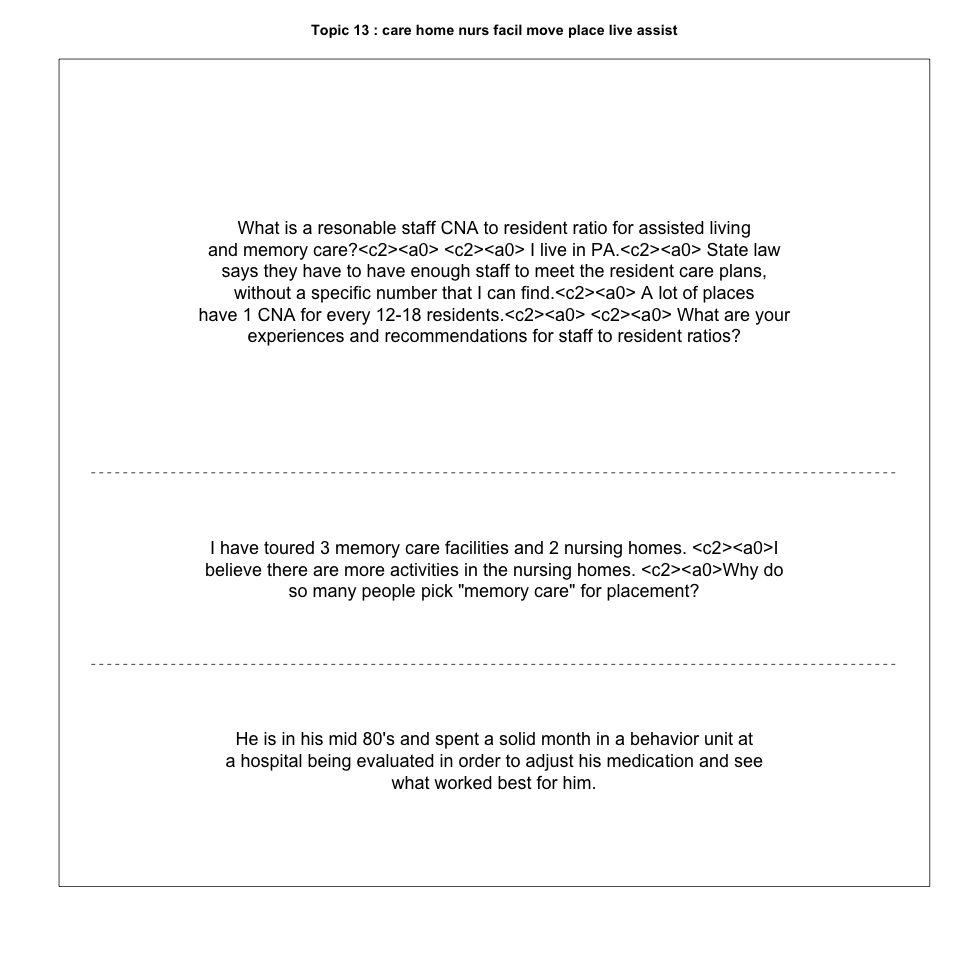 Topic 13 : care home nurs facil move place live assist
What is a resonable staff CNA to resident ratio for assisted living
and memory care?<c2><a0> <c2><a0> I live in PA.<c2><a0> State law
says they have to have enough staff to meet the resident care plans,
without a specific number that I can find.<c2><a0> A lot of places
have 1 CNA for every 12-18 residents.<c2><a0> <c2><a0> What are your
experiences and recommendations for staff to resident ratios?
I have toured 3 memory care facilities and 2 nursing homes. <c2><a0>I
believe there are more activities in the nursing homes. <c2><a0>Why do
so many people pick "memory care" for placement?
He is in his mid 80's and spent a solid month in a behavior unit at
a hospital being evaluated in order to adjust his medication and see
what worked best for him.